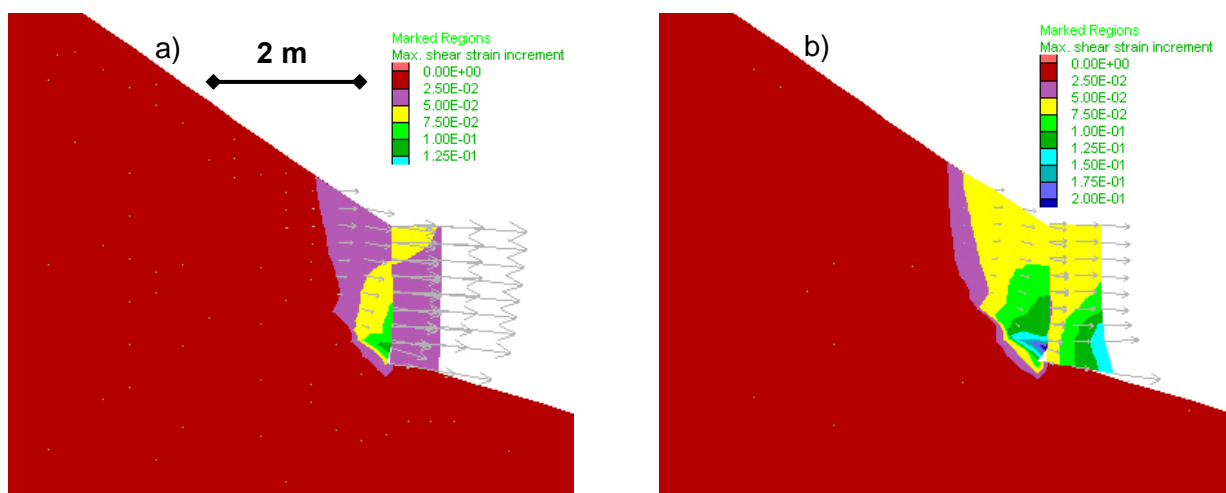 a)
2 m
Marked Regions
Max. shear strain increment
0.00E+00
2.50E-02
5.00E-02
7.50E-02
1.00E-01
1.25E-01
b)
Marked Regions
Max. shear strain increment
0.00E+00
2.50E-02
5.00E-02
7.50E-02
1.00E-01
1.25E-01
1.50E-01
1.75E-01
2.00E-01